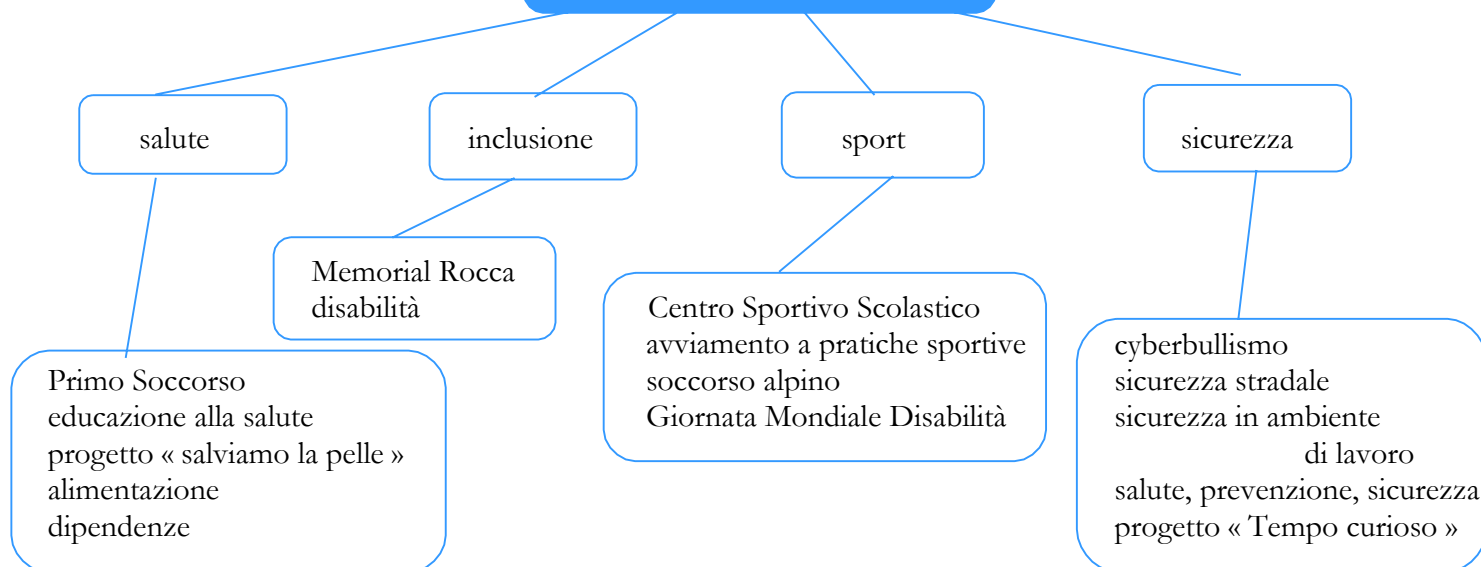 salute
inclusione
sport
sicurezza
Memorial Rocca
disabilità
Centro Sportivo Scolastico
avviamento a pratiche sportive
soccorso alpino
Giornata Mondiale Disabilità
Primo Soccorso
educazione alla salute
progetto « salviamo la pelle »
alimentazione
dipendenze
cyberbullismo
sicurezza stradale
sicurezza in ambiente
di lavoro
salute, prevenzione, sicurezza
progetto « Tempo curioso »